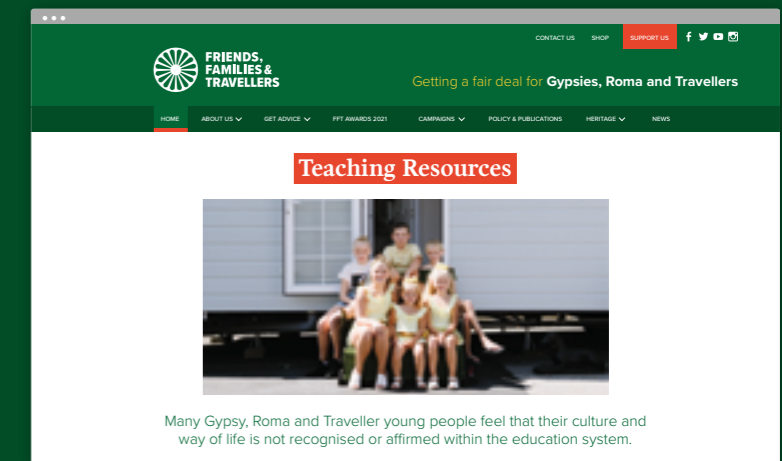 CONTACT US SHOP SUPPORT US
FRIENDS,
FAMILIES &
TRAVELLERS
Getting a fair deal for Gypsies, Roma and Travellers
HOME ABOUT US GET ADVICE FFT AWARDS 2021 CAMPAIGNS POLICY & PUBLICATIONS HERITAGE NEWS
Teaching Resources
Many Gypsy, Roma and Traveller young people feel that their culture and
way of life is not recognised or affirmed within the education system.